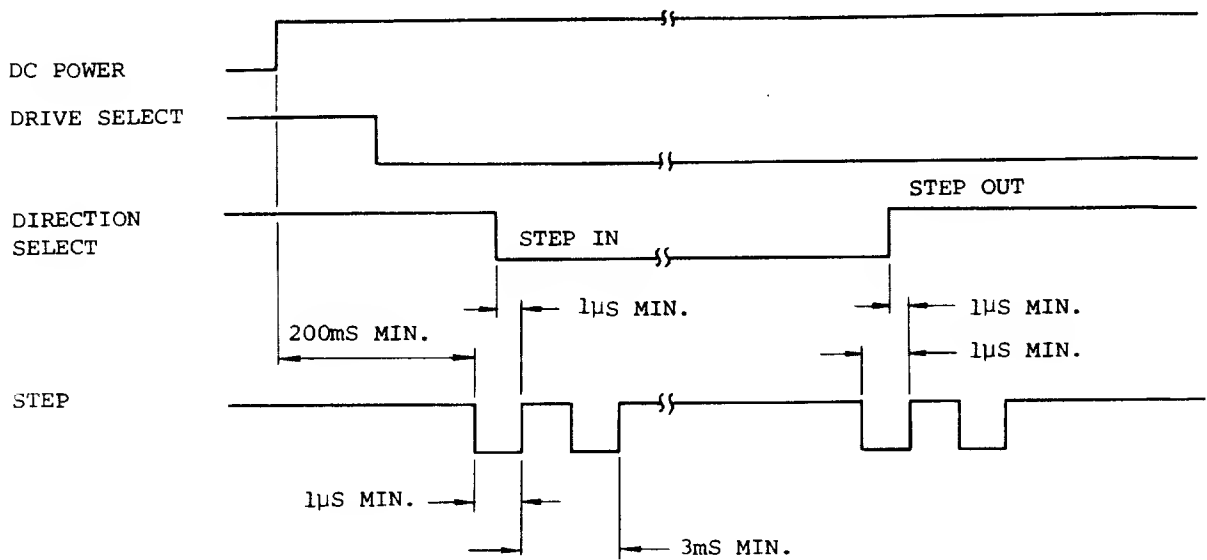 DC POWER
DRIVE SELECT
STEP OUT
DIRECTION
SELECT
STEP IN
1µS MIN.
1µS MIN.
200mS MIN.
1µS MIN.
STEP
1µS MIN.
3mS MIN.